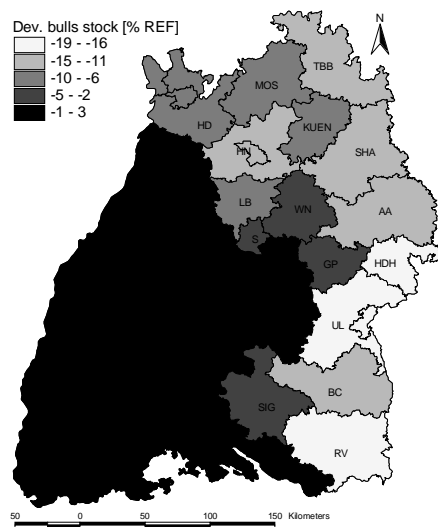 Dev. bulls stock [% REF]
-19 - -16
-15 - -11
-10 - -6
-5 - -2
-1 - 3
N
TBB
MOS
HD
KUEN
HN
SHA
LB
WN
AA
S
GP
HDH
UL
BC
SIG
RV
50 0 50 100 150 Kilometers